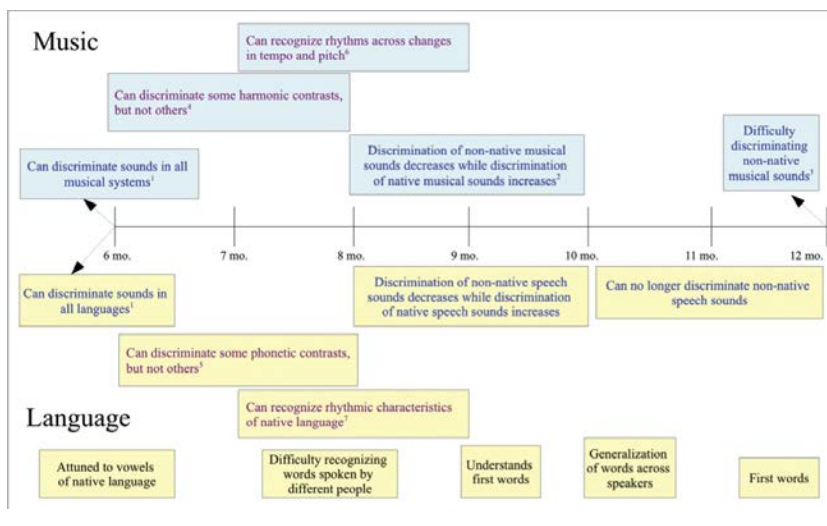 Music
Can recognize rhythms across changes
in tempo and pitch⁶
Can discriminate some harmonic contrasts,
but not others⁴
Can discriminate sounds in all
musical systems¹
Discrimination of non-native musical
sounds decreases while discrimination
of native musical sounds increases²
Difficulty
discriminating
non-native
musical sounds³
6 mo.
7 mo.
8 mo.
9 mo.
10 mo.
11 mo.
12 mo.
Can discriminate sounds in
all languages¹
Discrimination of non-native speech
sounds decreases while discrimination
of native speech sounds increases
Can no longer discriminate non-native
speech sounds
Can discriminate some phonetic contrasts,
but not others⁵
Can recognize rhythmic characteristics
of native language⁷
Language
Attuned to vowels
of native language
Difficulty recognizing
words spoken by
different people
Understands
first words
Generalization
of words across
speakers
First words